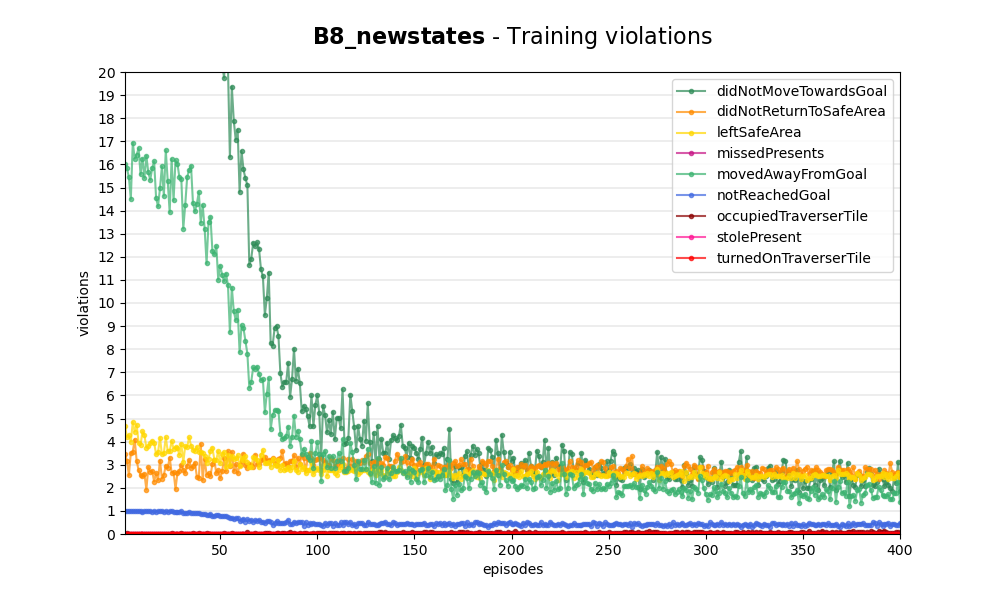 B8_newstates - Training violations
20
19
18
17
16
15
14
13
12
11
10
9
8
7
6
5
4
3
2
1
0
violations
didNotMoveTowardsGoal
didNotReturnToSafeArea
leftSafeArea
missedPresents
movedAwayFromGoal
notReachedGoal
occupiedTraverserTile
stolePresent
turnedOnTraverserTile
50 100 150 200 250 300 350 400
episodes